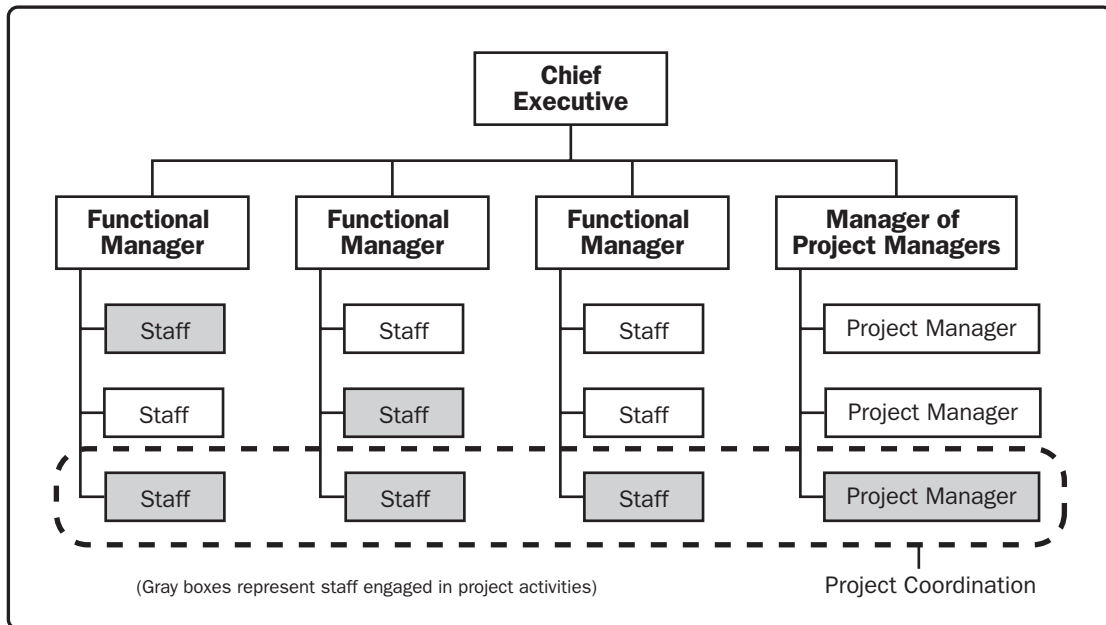 Chief
Executive
Functional
Manager
Functional
Manager
Functional
Manager
Manager of
Project Managers
Staff
Staff
Staff
Project Manager
Staff
Staff
Staff
Project Manager
Staff
Staff
Staff
Project Manager
(Gray boxes represent staff engaged in project activities)
Project Coordination